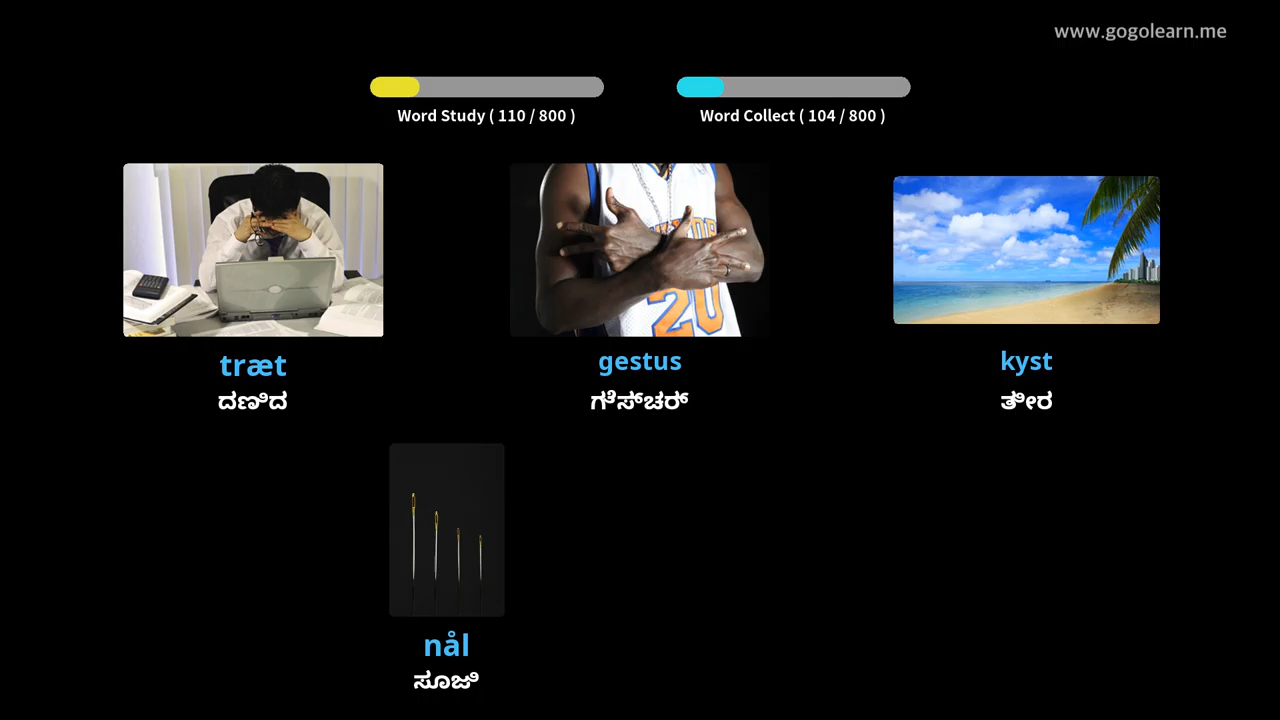 www.gogolearn.me
Word Study ( 110 / 800 )
Word Collect ( 104 / 800 )
træt
gestus
kyst
ದಣಿದ
ಗೆಸ್ಚರ್
ತೀರ
nål
ಸೂಜಿ